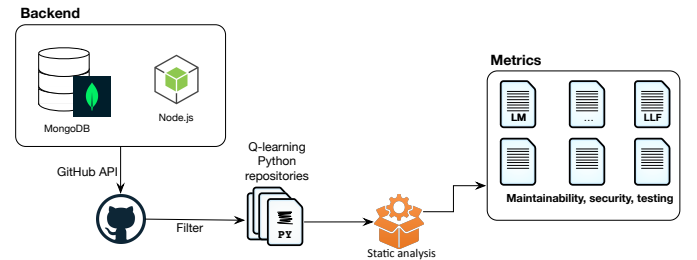 Backend
MongoDB
Node.js
GitHub API
Filter
Q-learning
Python
repositories
PY
Static analysis
Metrics
LM
...
LLF
Maintainability, security, testing